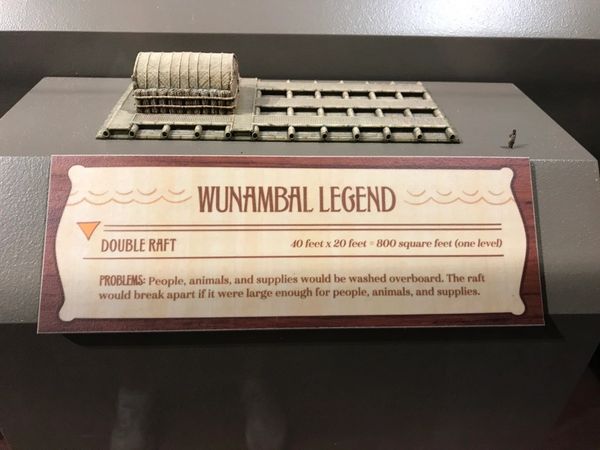 WUNAMBAL LEGEND
DOUBLE RAFT 40 feet x 20 feet = 800 square feet (one level)
PROBLEMS: People, animals, and supplies would be washed overboard. The raft
would break apart if it were large enough for people, animals, and supplies.